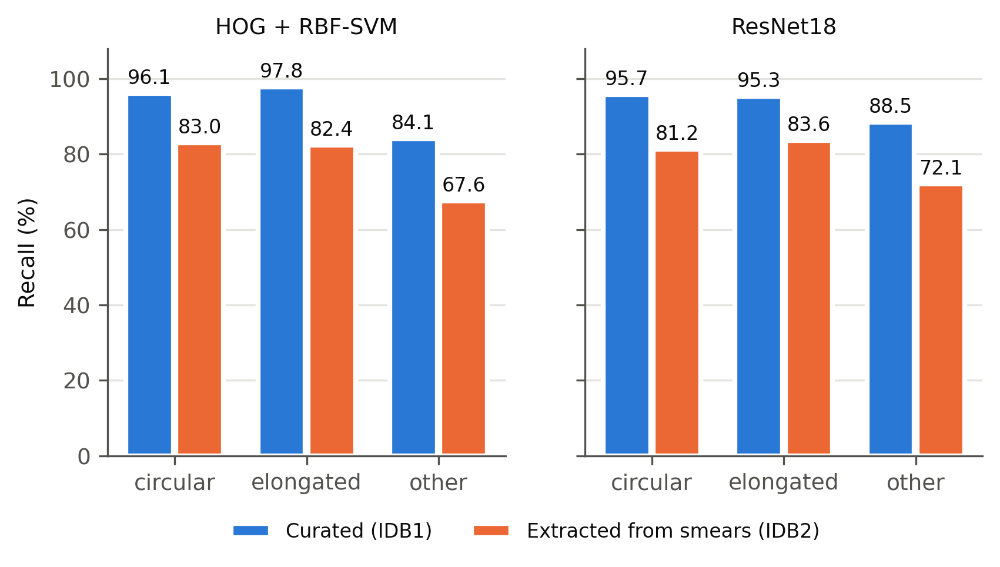 HOG + RBF-SVM
ResNet18
Recall (%)
100
80
60
40
20
0
96.1
83.0
97.8
82.4
84.1
67.6
95.7
81.2
95.3
83.6
88.5
72.1
circular
elongated
other
circular
elongated
other
Curated (IDB1)
Extracted from smears (IDB2)